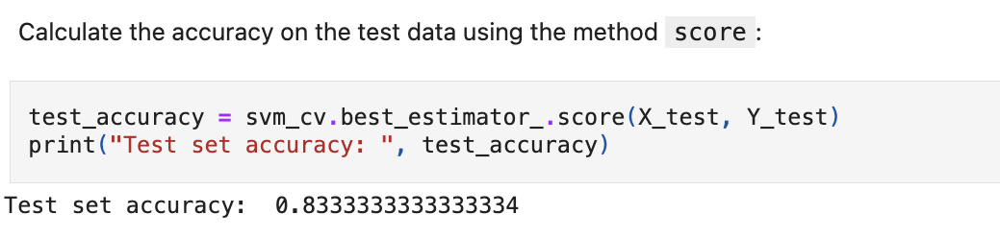 Calculate the accuracy on the test data using the method score :
test_accuracy = svm_cv.best_estimator_.score(X_test, Y_test)
print("Test set accuracy: ", test_accuracy)
Test set accuracy:  0.8333333333333334